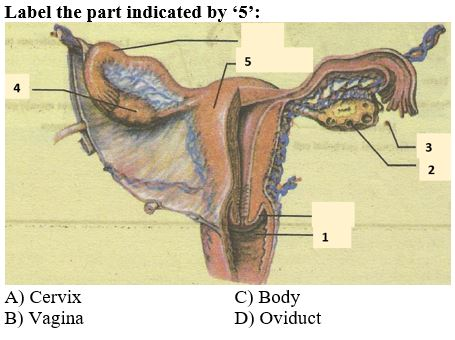 Label the part indicated by ‘5’:
5
4
3
2
1
A) Cervix C) Body
B) Vagina D) Oviduct